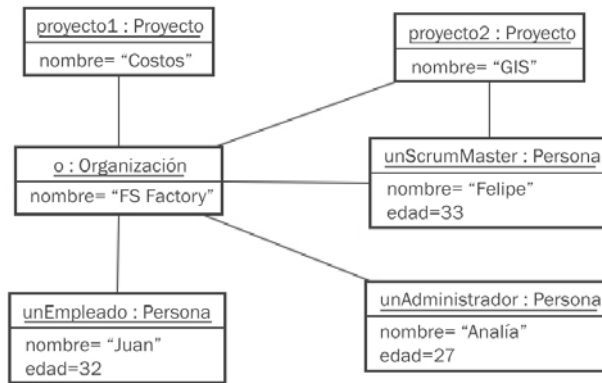 proyecto1 : Proyecto
nombre= “Costos”
proyecto2 : Proyecto
nombre= “GIS”
o : Organización
nombre= “FS Factory”
unScrumMaster : Persona
nombre= “Felipe”
edad=33
unEmpleado : Persona
nombre= “Juan”
edad=32
unAdministrador : Persona
nombre= “Analía”
edad=27